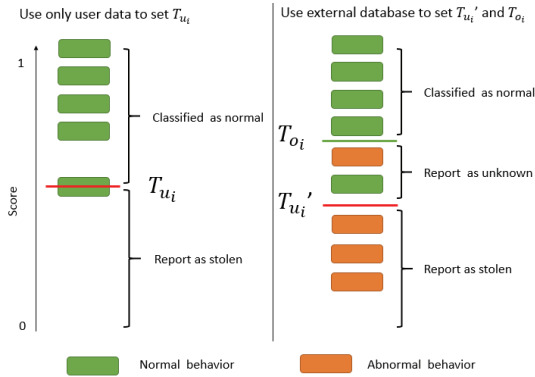 Use only user data to set T_{u_i}
1
Classified as normal
T_{u_i}
Score
Report as stolen
0
Use external database to set T_{u_i}′ and T_{o_i}
Classified as normal
T_{o_i}
Report as unknown
T_{u_i}′
Report as stolen
Normal behavior
Abnormal behavior